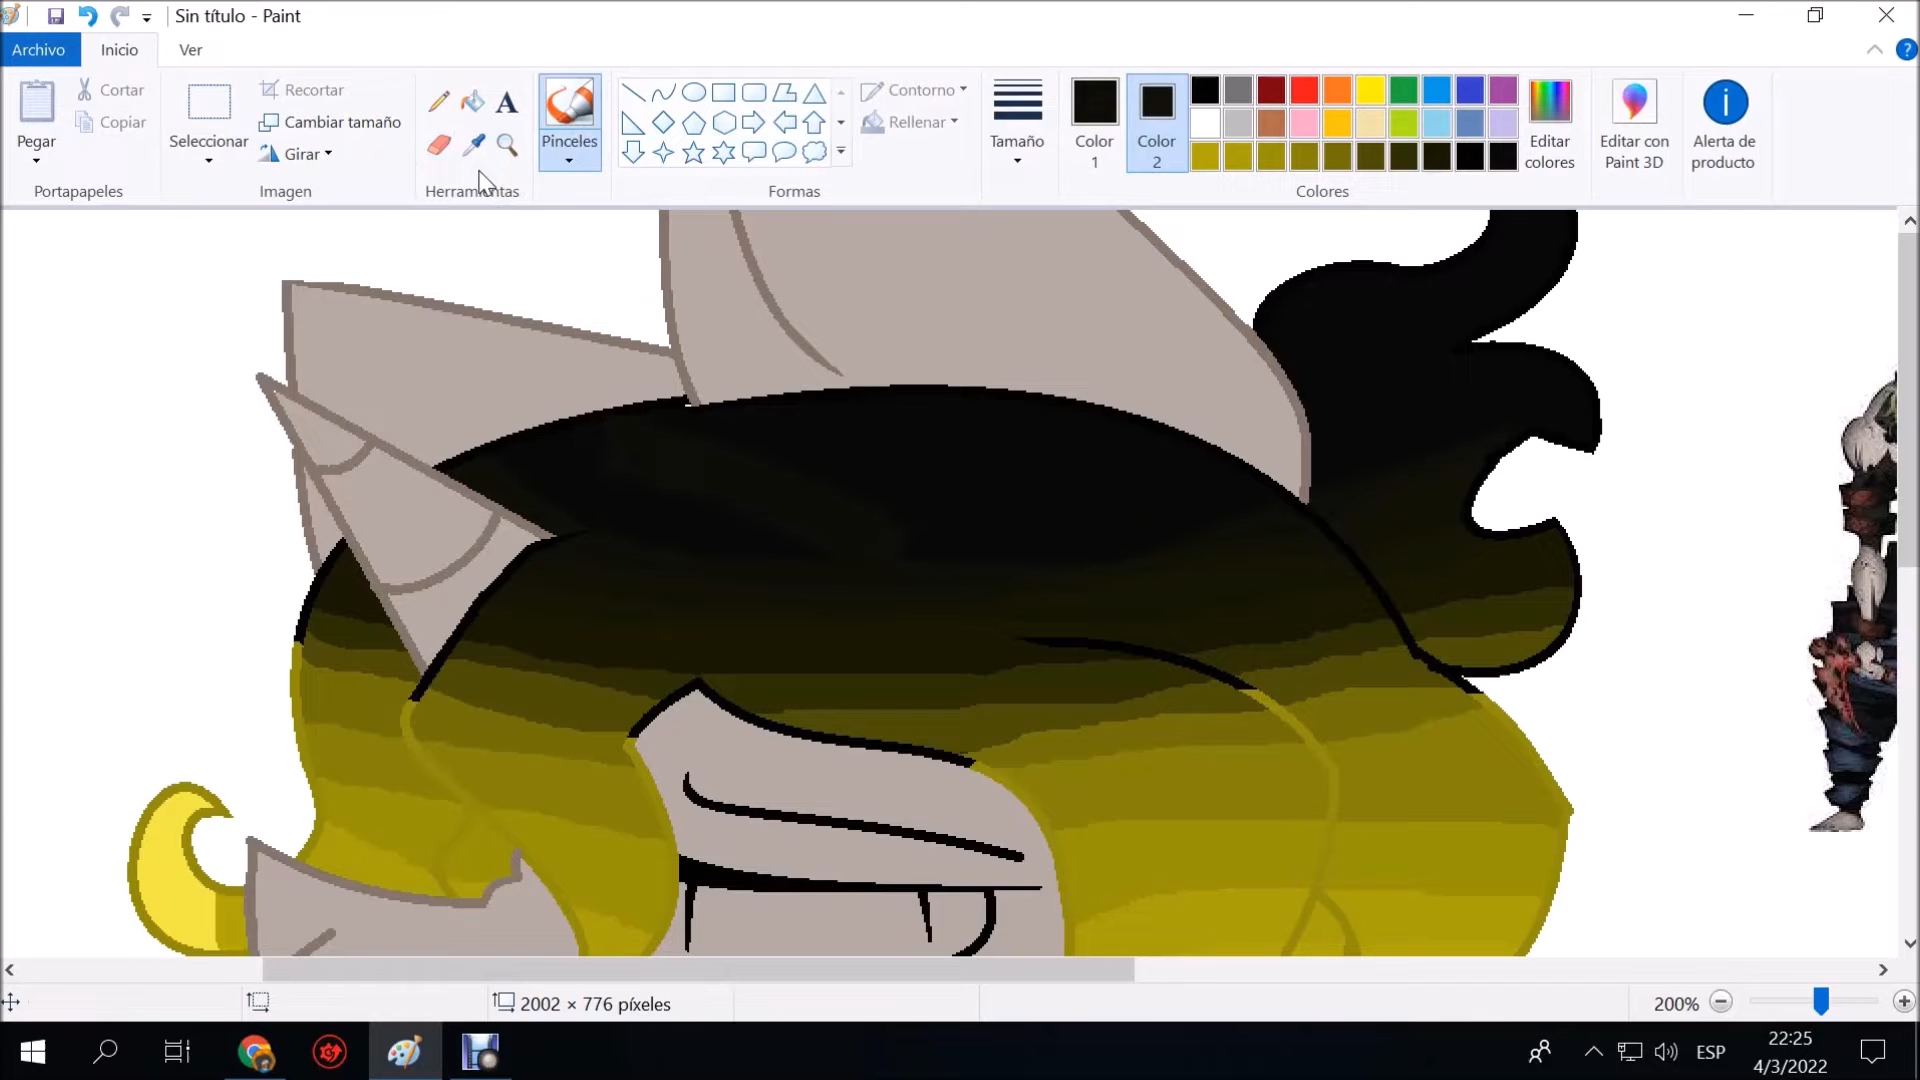 Sin título - Paint
Archivo Inicio Ver
Pegar
Cortar
Copiar
Portapapeles
Seleccionar
Recortar
Cambiar tamaño
Girar
Imagen
A
Herramientas
Pinceles
Contorno
Rellenar
Formas
Tamaño
Color
1
Color
2
Editar
colores
Colores
Editar con
Paint 3D
Alerta de
producto
2002 × 776 píxeles
200%
ESP
22:25
4/3/2022